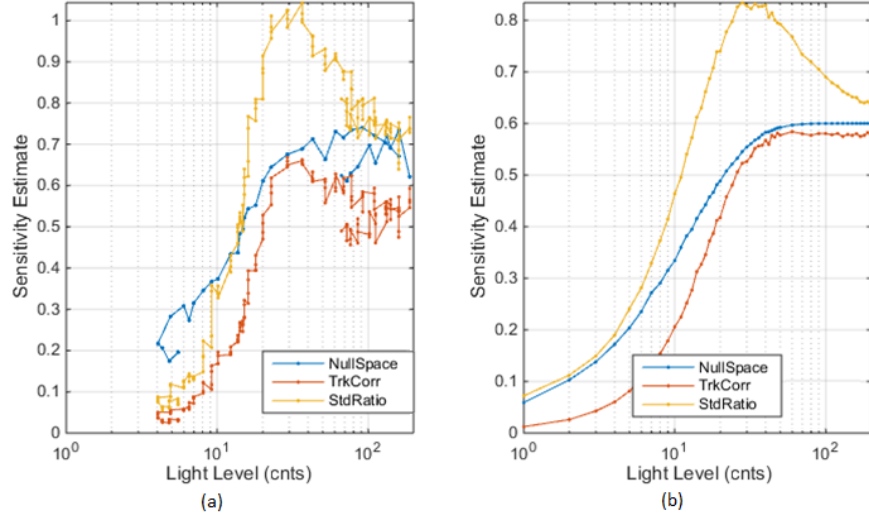 1
0.9
0.8
0.7
0.6
0.5
0.4
0.3
0.2
0.1
0
Sensitivity Estimate
NullSpace
TrkCorr
StdRatio
10^0 10^1 10^2
Light Level (cnts)
(a)
0.8
0.7
0.6
0.5
0.4
0.3
0.2
0.1
0
Sensitivity Estimate
NullSpace
TrkCorr
StdRatio
10^0 10^1 10^2
Light Level (cnts)
(b)